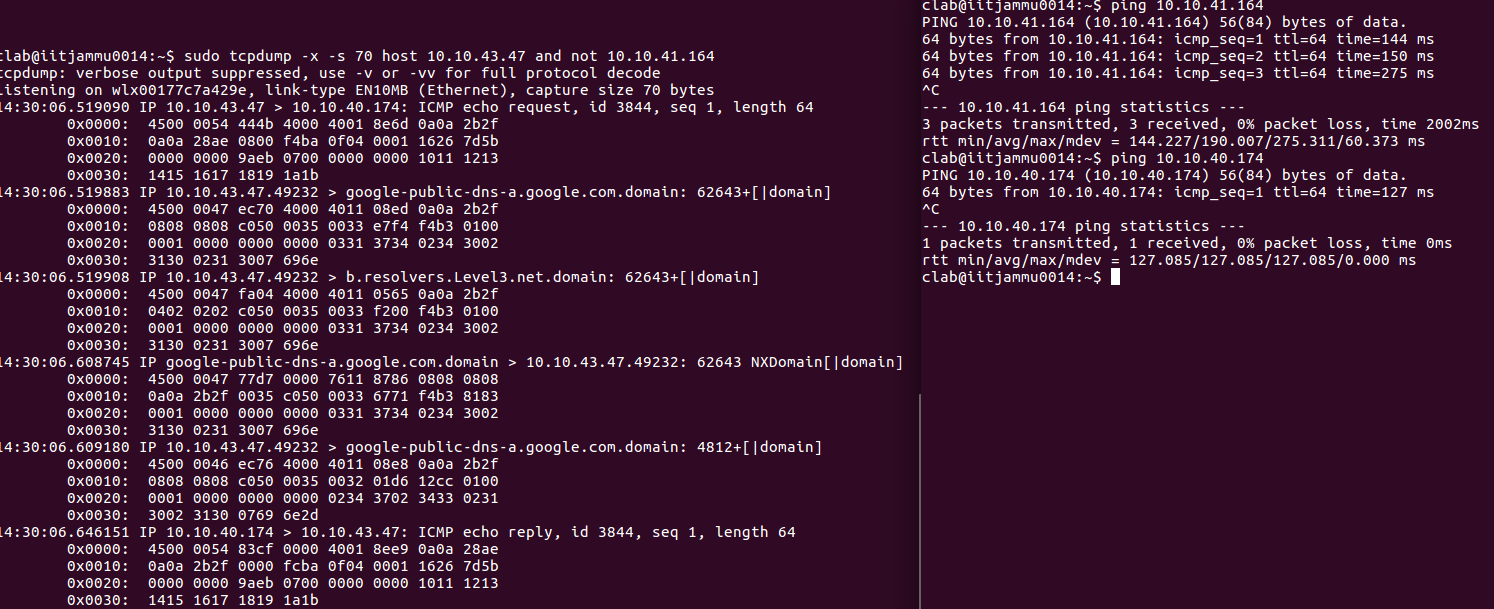 clab@iitjammu0014:~$ sudo tcpdump -x -s 70 host 10.10.43.47 and not 10.10.41.164
tcpdump: verbose output suppressed, use -v or -vv for full protocol decode
listening on wlx00177c7a429e, link-type EN10MB (Ethernet), capture size 70 bytes
14:30:06.519090 IP 10.10.43.47 > 10.10.40.174: ICMP echo request, id 3844, seq 1, length 64
0x0000:  4500 0054 444b 4000 4001 8e6d 0a0a 2b2f
0x0010:  0a0a 28ae 0800 f4ba 0f04 0001 1626 7d5b
0x0020:  0000 0000 9aeb 0700 0000 0000 1011 1213
0x0030:  1415 1617 1819 1a1b
14:30:06.519883 IP 10.10.43.47.49232 > google-public-dns-a.google.com.domain: 62643+[|domain]
0x0000:  4500 0047 ec70 4000 4011 08ed 0a0a 2b2f
0x0010:  0808 0808 c050 0035 0033 e7f4 f4b3 0100
0x0020:  0001 0000 0000 0000 0331 3734 0234 3002
0x0030:  3130 0231 3007 696e
14:30:06.519908 IP 10.10.43.47.49232 > b.resolvers.Level3.net.domain: 62643+[|domain]
0x0000:  4500 0047 fa04 4000 4011 0565 0a0a 2b2f
0x0010:  0402 0202 c050 0035 0033 f200 f4b3 0100
0x0020:  0001 0000 0000 0000 0331 3734 0234 3002
0x0030:  3130 0231 3007 696e
14:30:06.608745 IP google-public-dns-a.google.com.domain > 10.10.43.47.49232: 62643 NXDomain[|domain]
0x0000:  4500 0047 77d7 0000 7611 8786 0808 0808
0x0010:  0a0a 2b2f 0035 c050 0033 6771 f4b3 8183
0x0020:  0001 0000 0000 0000 0331 3734 0234 3002
0x0030:  3130 0231 3007 696e
14:30:06.609180 IP 10.10.43.47.49232 > google-public-dns-a.google.com.domain: 4812+[|domain]
0x0000:  4500 0046 ec76 4000 4011 08e8 0a0a 2b2f
0x0010:  0808 0808 c050 0035 0032 01d6 12cc 0100
0x0020:  0001 0000 0000 0000 0234 3702 3433 0231
0x0030:  3002 3130 0769 6e2d
14:30:06.646151 IP 10.10.40.174 > 10.10.43.47: ICMP echo reply, id 3844, seq 1, length 64
0x0000:  4500 0054 83cf 0000 4001 8ee9 0a0a 28ae
0x0010:  0a0a 2b2f 0000 fcba 0f04 0001 1626 7d5b
0x0020:  0000 0000 9aeb 0700 0000 0000 1011 1213
0x0030:  1415 1617 1819 1a1b
clab@iitjammu0014:~$ ping 10.10.41.164
PING 10.10.41.164 (10.10.41.164) 56(84) bytes of data.
64 bytes from 10.10.41.164: icmp_seq=1 ttl=64 time=144 ms
64 bytes from 10.10.41.164: icmp_seq=2 ttl=64 time=150 ms
64 bytes from 10.10.41.164: icmp_seq=3 ttl=64 time=275 ms
^C
--- 10.10.41.164 ping statistics ---
3 packets transmitted, 3 received, 0% packet loss, time 2002ms
rtt min/avg/max/mdev = 144.227/190.007/275.311/60.373 ms
clab@iitjammu0014:~$ ping 10.10.40.174
PING 10.10.40.174 (10.10.40.174) 56(84) bytes of data.
64 bytes from 10.10.40.174: icmp_seq=1 ttl=64 time=127 ms
^C
--- 10.10.40.174 ping statistics ---
1 packets transmitted, 1 received, 0% packet loss, time 0ms
rtt min/avg/max/mdev = 127.085/127.085/127.085/0.000 ms
clab@iitjammu0014:~$